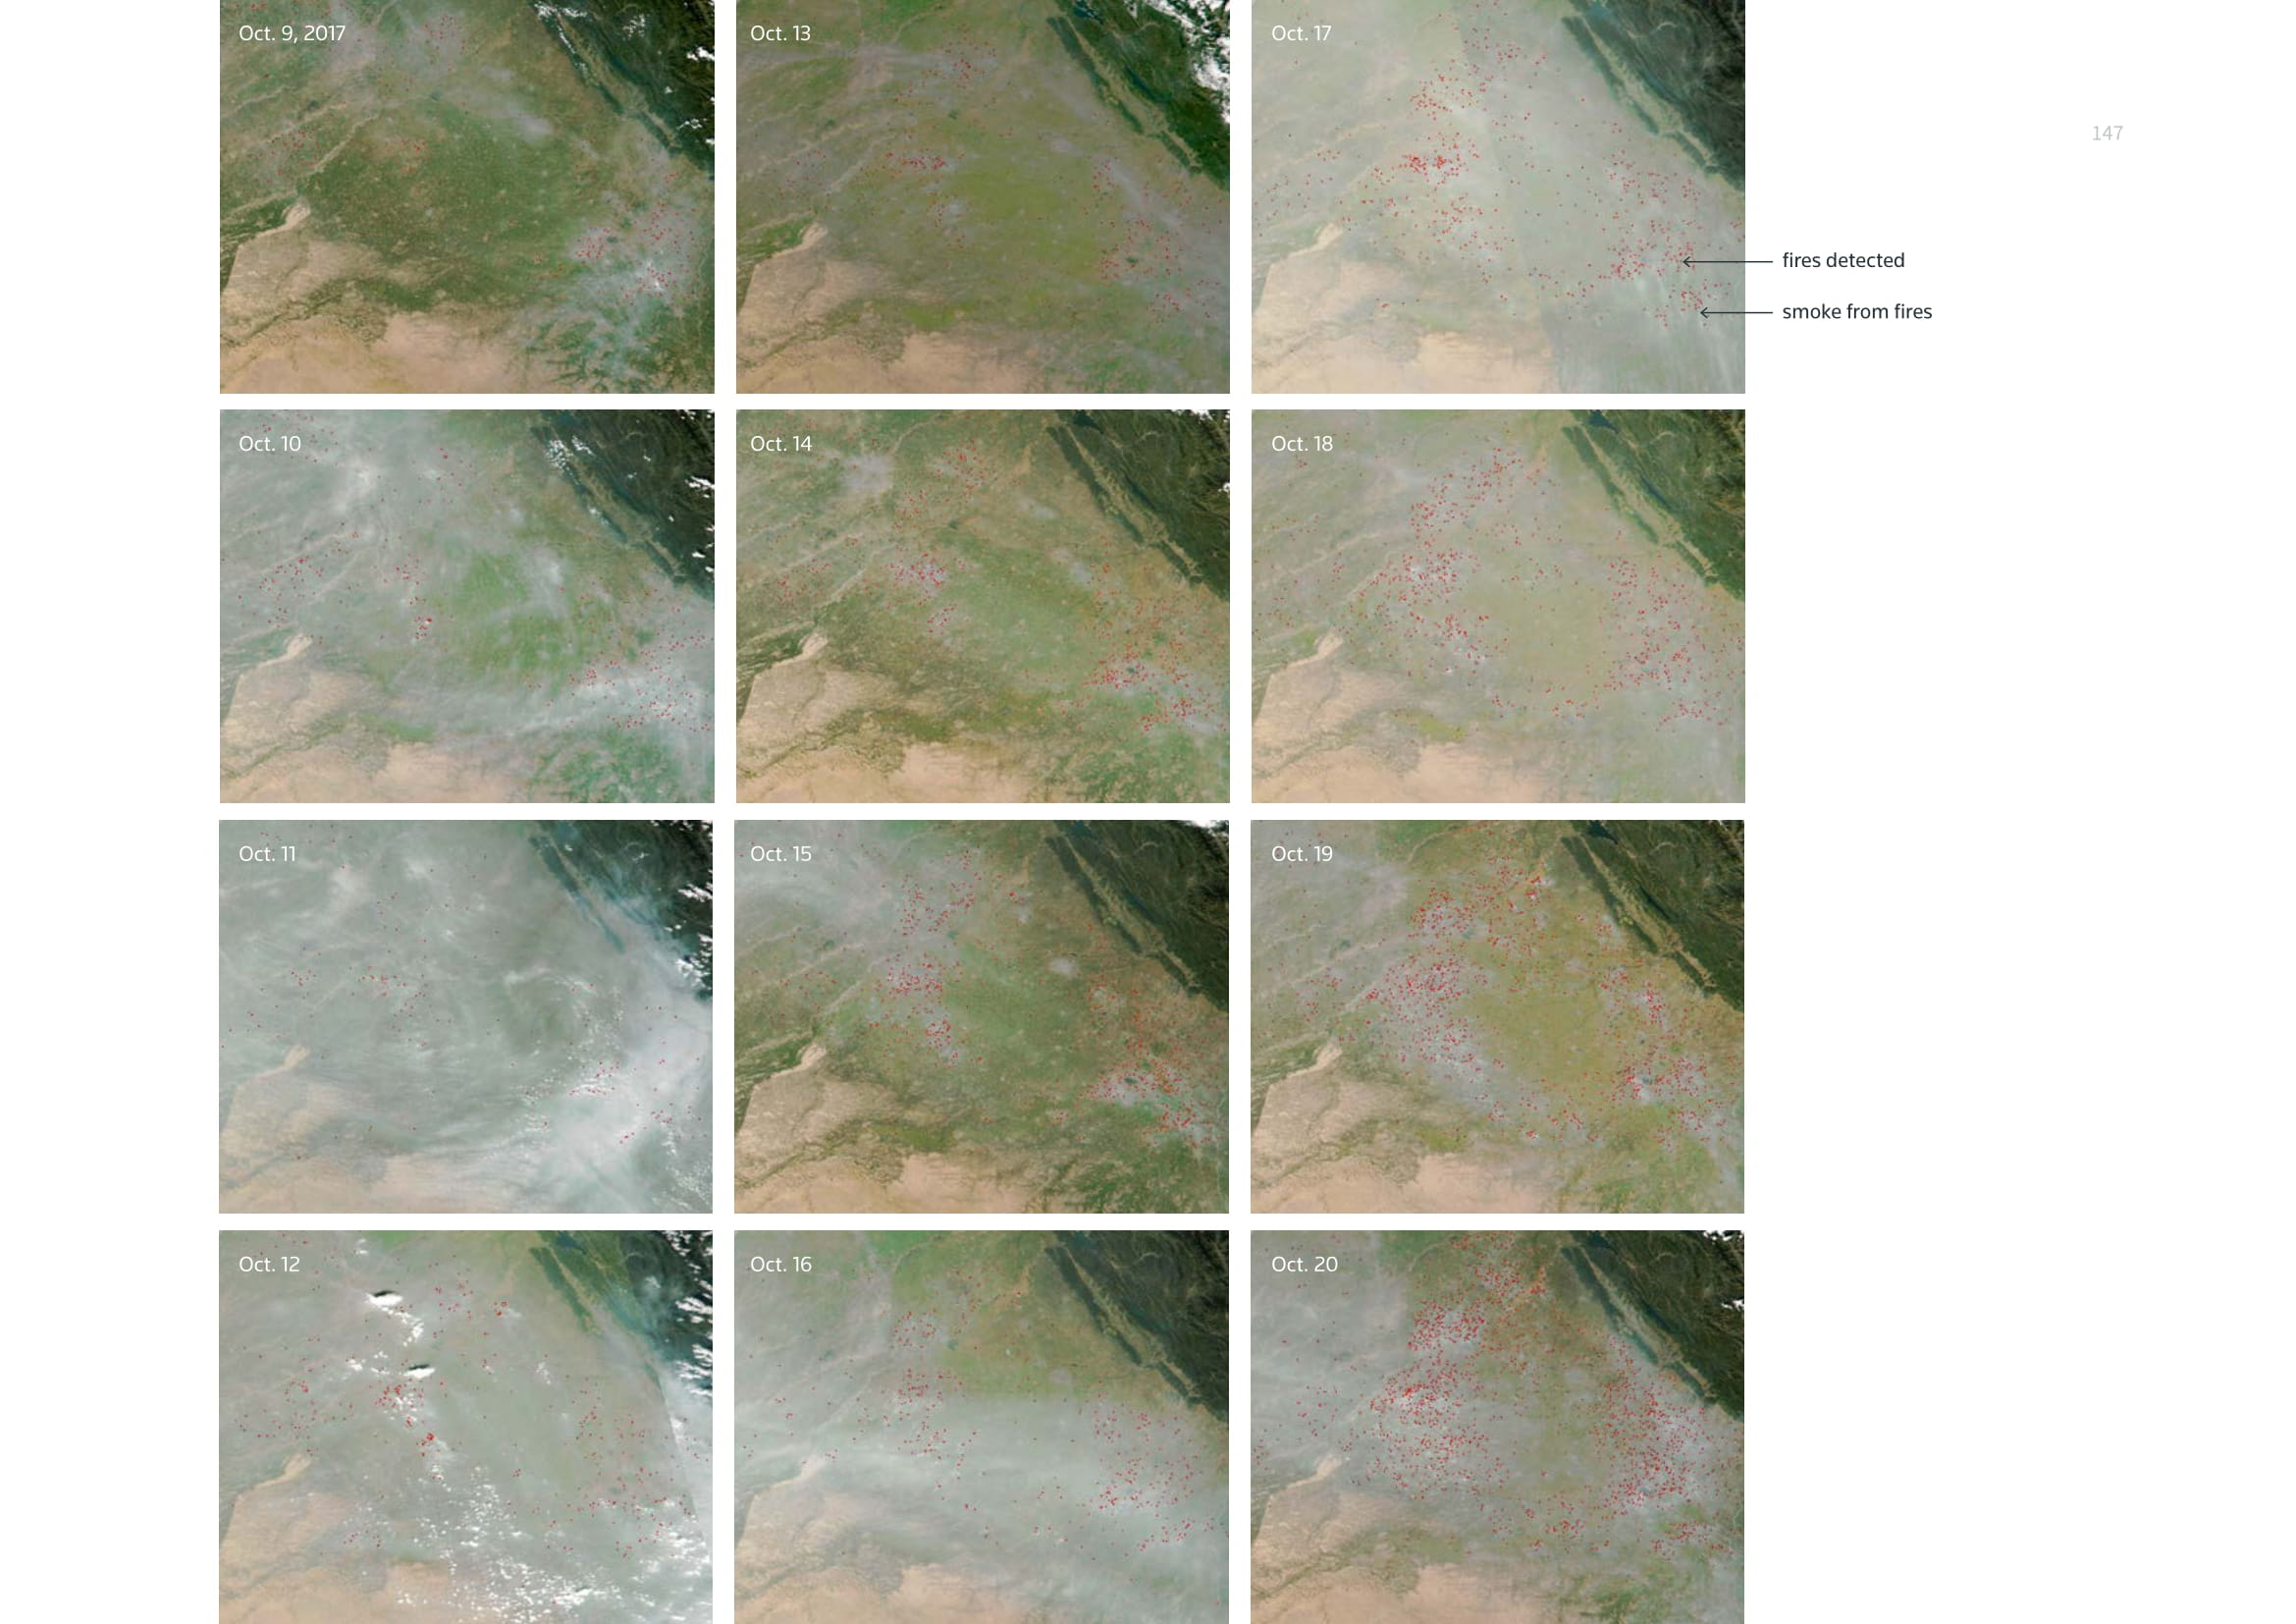 Oct. 9, 2017
Oct. 13
Oct. 17
147
fires detected
smoke from fires
Oct. 10
Oct. 14
Oct. 18
Oct. 11
Oct. 15
Oct. 19
Oct. 12
Oct. 16
Oct. 20